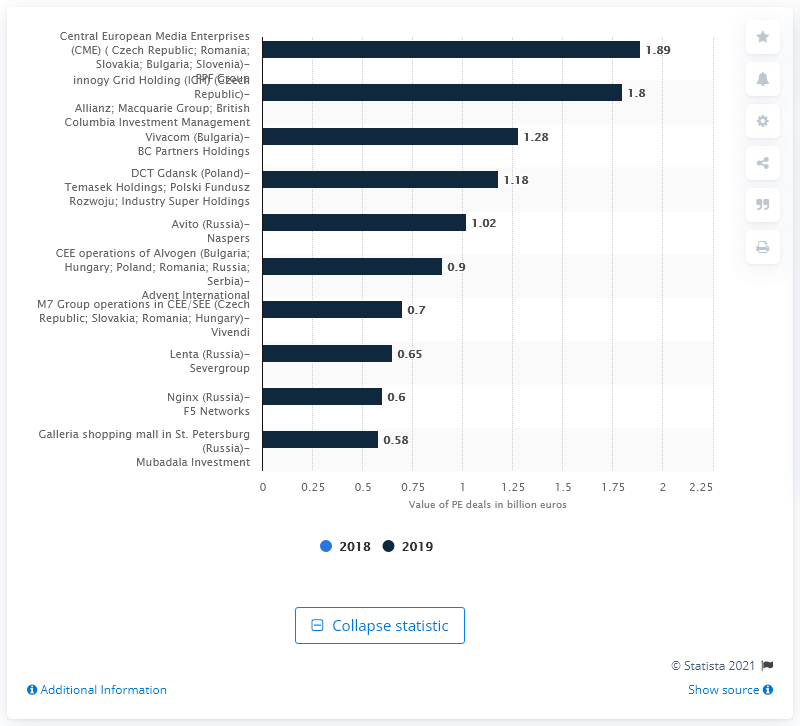 Central European Media Enterprises
(CME) ( Czech Republic; Romania;
Slovakia; Bulgaria; Slovenia)–
PPF Group
1.89
innogy Grid Holding (IGH) (Czech
Republic)–
Allianz; Macquarie Group; British
Columbia Investment Management
1.8
Vivacom (Bulgaria)–
BC Partners Holdings
1.28
DCT Gdansk (Poland)–
Temasek Holdings; Polski Fundusz
Rozwoju; Industry Super Holdings
1.18
Avito (Russia)–
Naspers
1.02
CEE operations of Alvogen (Bulgaria;
Hungary; Poland; Romania; Russia;
Serbia)–
Advent International
0.9
M7 Group operations in CEE/SEE (Czech
Republic; Slovakia; Romania; Hungary)–
Vivendi
0.7
Lenta (Russia)–
Severgroup
0.65
Nginx (Russia)–
F5 Networks
0.6
Galleria shopping mall in St. Petersburg
(Russia)–
Mubadala Investment
0.58
0 0.25 0.5 0.75 1 1.25 1.5 1.75 2 2.25
Value of PE deals in billion euros
2018 2019
Collapse statistic
© Statista 2021
Additional Information
Show source